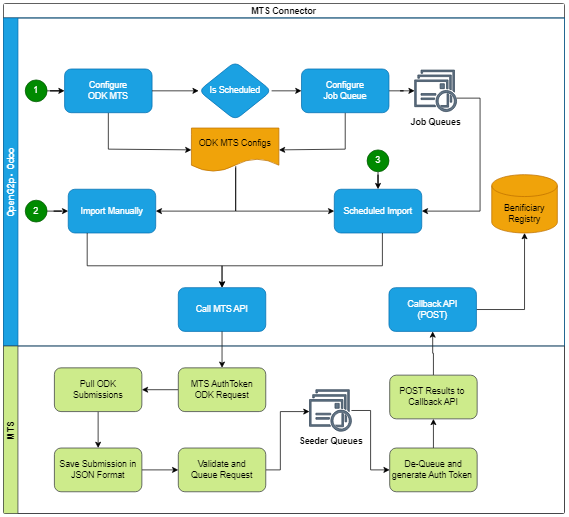 MTS Connector
OpenG2p - Odoo
1
Configure
ODK MTS
Is Scheduled
Configure
Job Queue
Job Queues
ODK MTS Configs
3
2
Import Manually
Scheduled Import
Benificiary
Registry
Call MTS API
Callback API
(POST)
MTS
Pull ODK
Submissions
MTS AuthToken
ODK Request
POST Results to
Callback API
Seeder Queues
Save Submission in
JSON Format
Validate and
Queue Request
De-Queue and
generate Auth Token